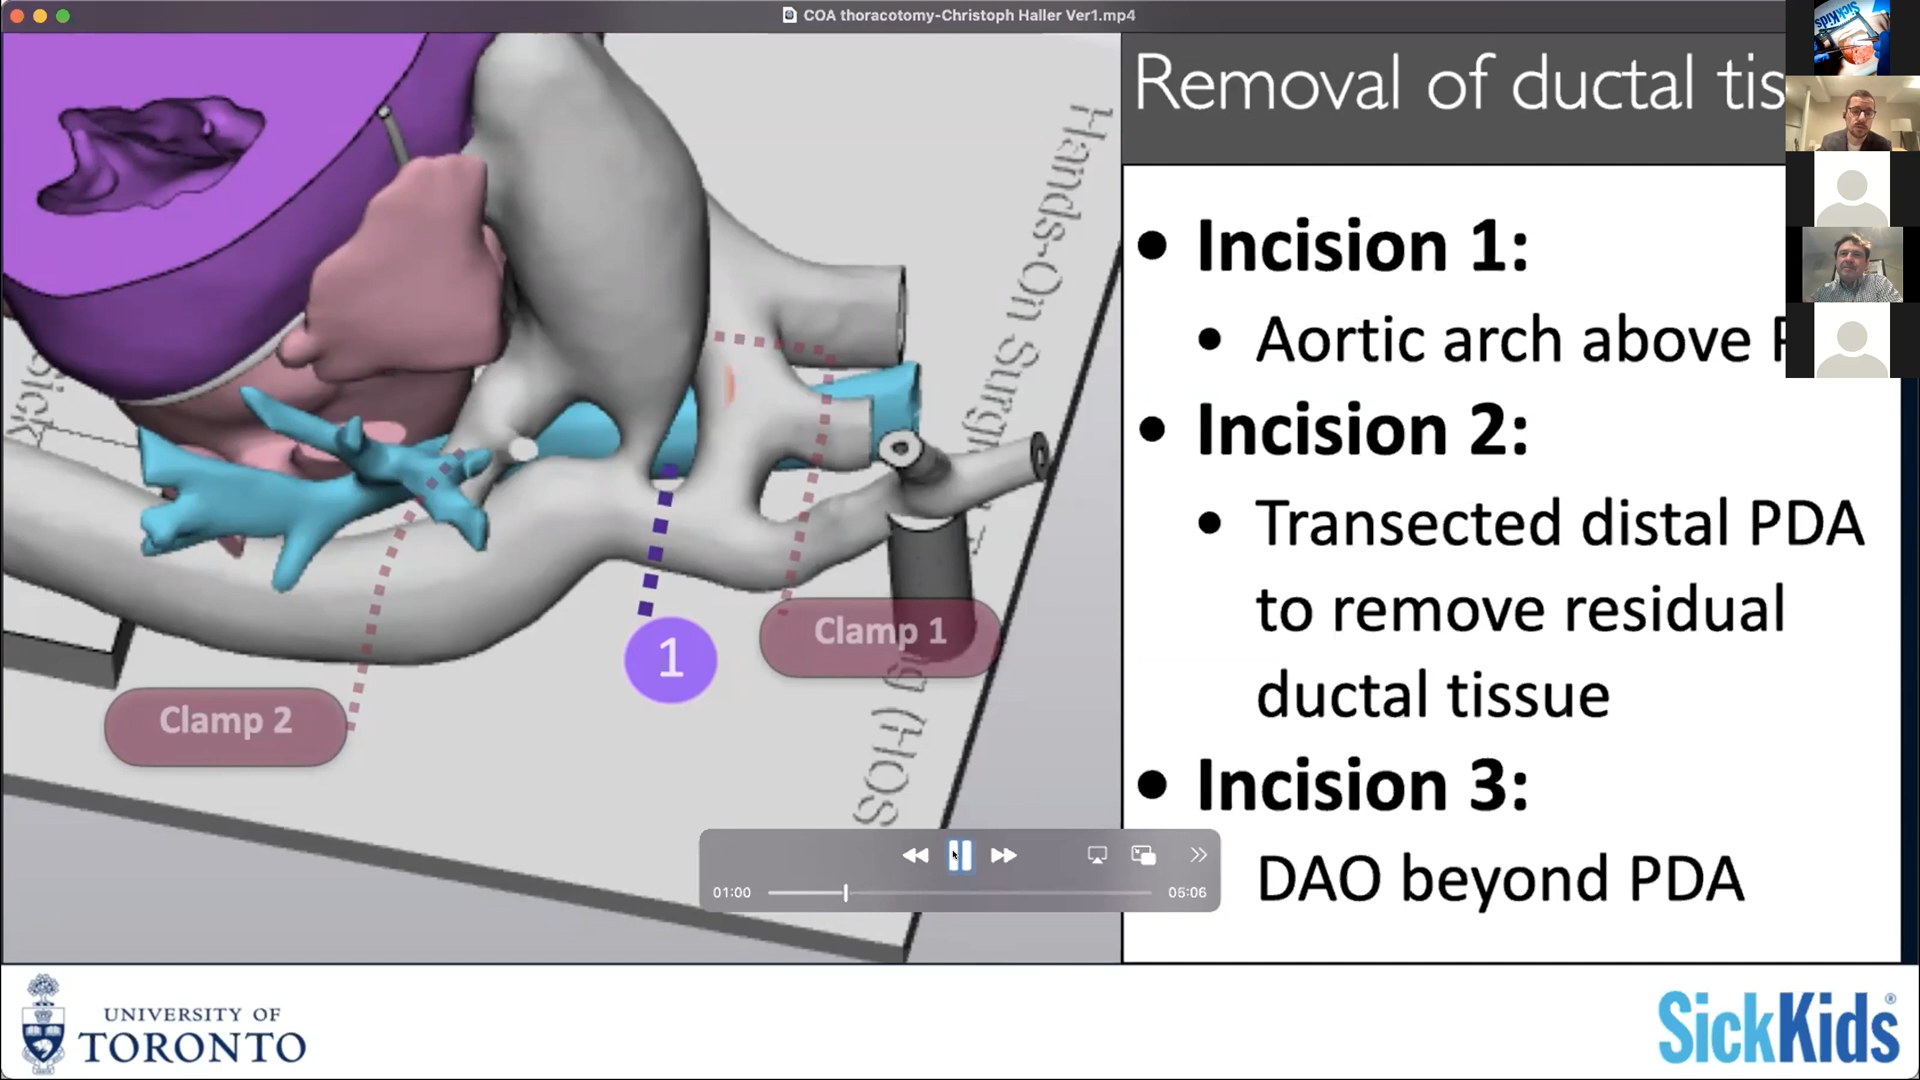 COA thoracotomy-Christoph Haller Ver1.mp4
Removal of ductal tis
Incision 1:
Aortic arch above
Incision 2:
Transected distal PDA
to remove residual
ductal tissue
Incision 3:
DAO beyond PDA
Hands-On Surg
g (HOS
Sick
Clamp 1
1
Clamp 2
01:00
05:06
UNIVERSITY OF
TORONTO
SickKids®
SickKids